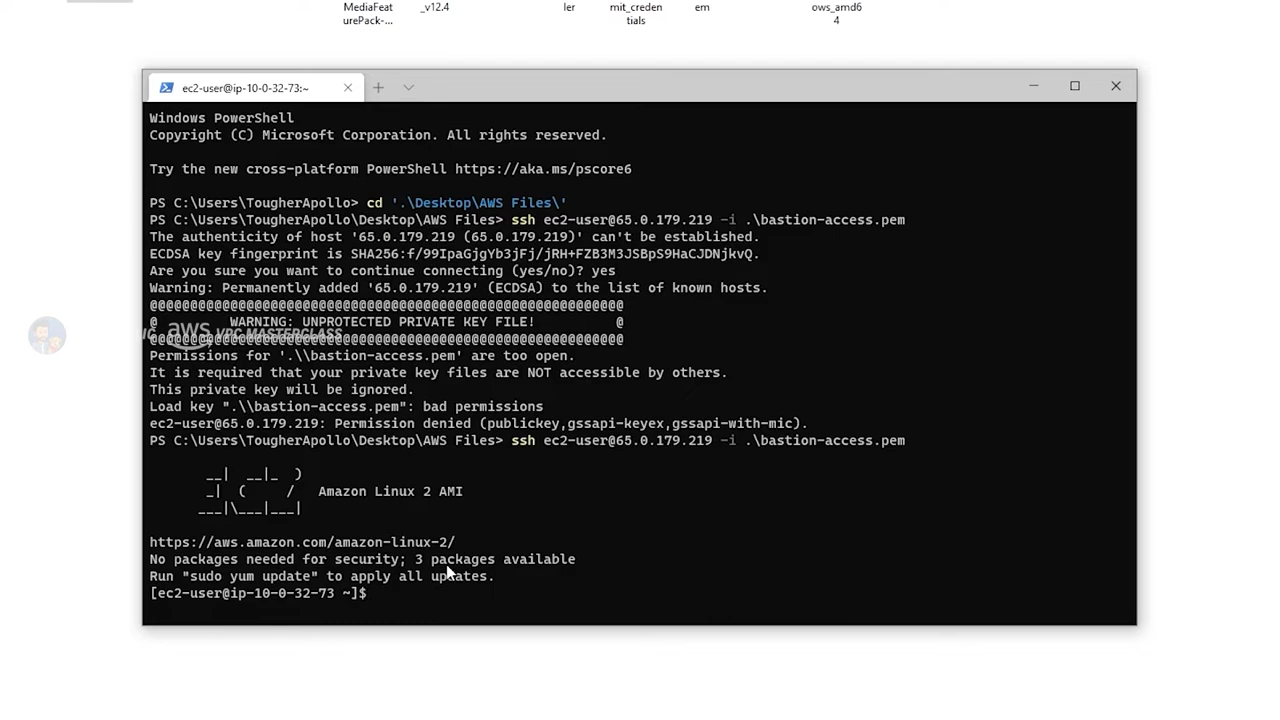 MediaFeat _v12.4 ler mit_creden em ows_amd6
urePack-... tials 4
ec2-user@ip-10-0-32-73:~
Windows PowerShell
Copyright (C) Microsoft Corporation. All rights reserved.
Try the new cross-platform PowerShell https://aka.ms/pscore6
PS C:\Users\TougherApollo> cd '.\Desktop\AWS Files\'
PS C:\Users\TougherApollo\Desktop\AWS Files> ssh ec2-user@65.0.179.219 -i .\bastion-access.pem
The authenticity of host '65.0.179.219 (65.0.179.219)' can't be established.
ECDSA key fingerprint is SHA256:f/99IpaGjgYb3jFj/jRH+FZB3M3JSBpS9HaCJDNjkvQ.
Are you sure you want to continue connecting (yes/no)? yes
Warning: Permanently added '65.0.179.219' (ECDSA) to the list of known hosts.
@@@@@@@@@@@@@@@@@@@@@@@@@@@@@@@@@@@@@@@@@@@@@@@@@@@@@@@@@@@
@         WARNING: UNPROTECTED PRIVATE KEY FILE!          @
IC aws VPC MASTERCLASS
@@@@@@@@@@@@@@@@@@@@@@@@@@@@@@@@@@@@@@@@@@@@@@@@@@@@@@@@@@@
Permissions for '.\\bastion-access.pem' are too open.
It is required that your private key files are NOT accessible by others.
This private key will be ignored.
Load key ".\\bastion-access.pem": bad permissions
ec2-user@65.0.179.219: Permission denied (publickey,gssapi-keyex,gssapi-with-mic).
PS C:\Users\TougherApollo\Desktop\AWS Files> ssh ec2-user@65.0.179.219 -i .\bastion-access.pem
__|  __|_  )
_|  (     /   Amazon Linux 2 AMI
___|\___|___|
https://aws.amazon.com/amazon-linux-2/
No packages needed for security; 3 packages available
Run "sudo yum update" to apply all updates.
[ec2-user@ip-10-0-32-73 ~]$